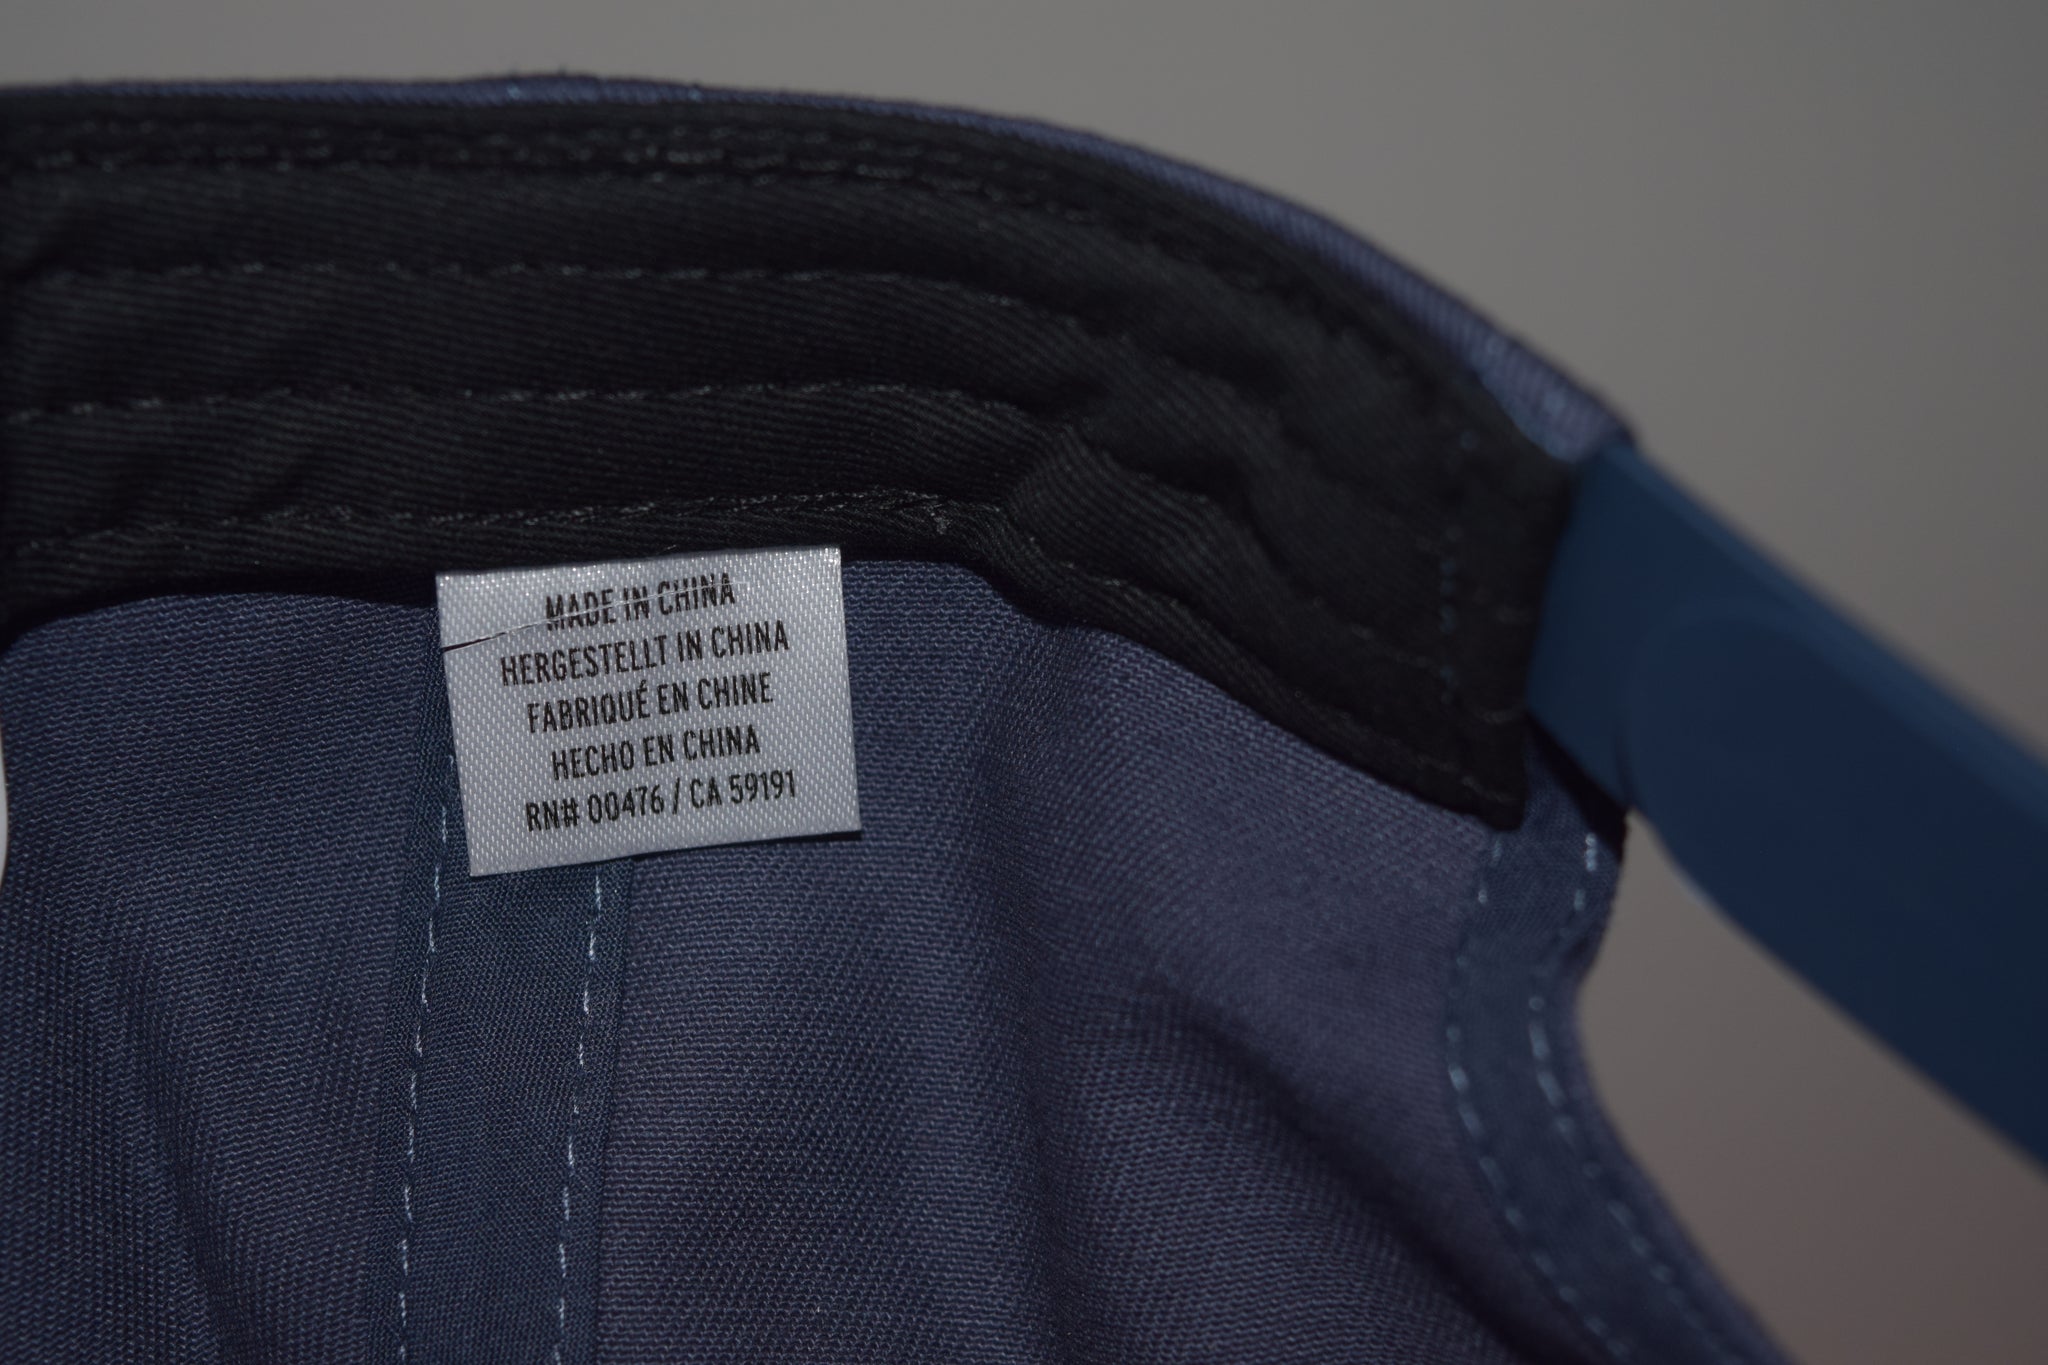 MADE IN CHINA
HERGESTELLT IN CHINA
FABRIQUÉ EN CHINE
HECHO EN CHINA
RN# 00476 / CA 59191